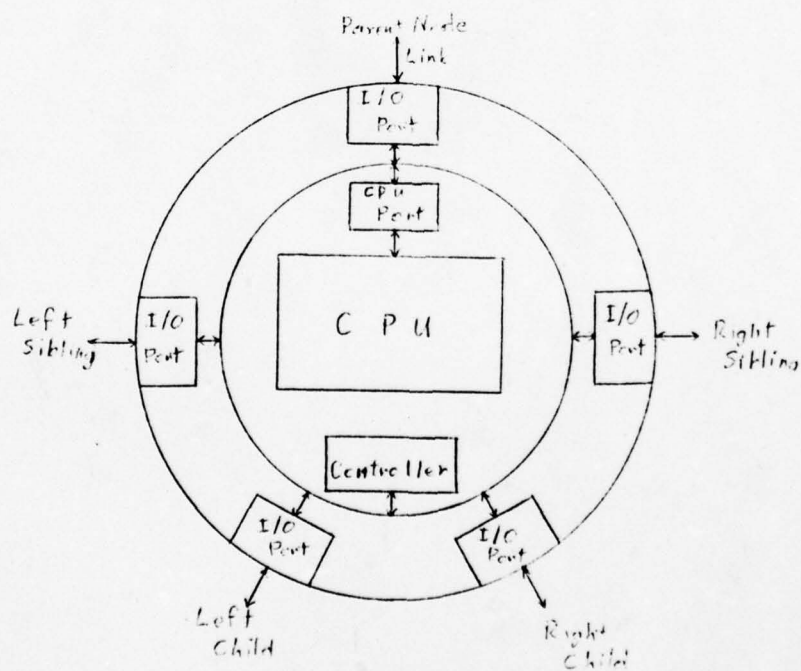 Parent Node
Link
I/O
Port
CPU
Port
C P U
Left
Sibling
I/O
Port
I/O
Port
Right
Sibling
Controller
I/O
Port
I/O
Port
Left
Child
Right
Child